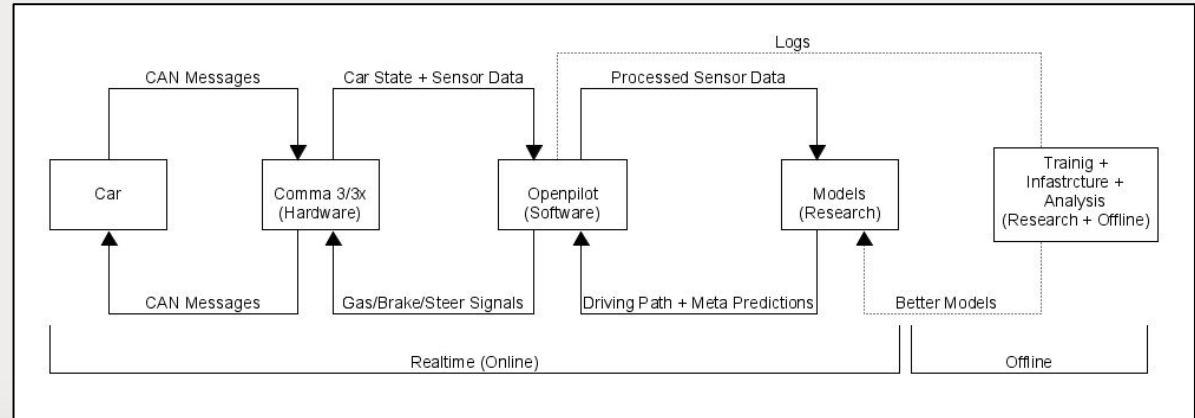 Logs
CAN Messages
Car State + Sensor Data
Processed Sensor Data
Car
Comma 3/3x
(Hardware)
Openpilot
(Software)
Models
(Research)
Trainig +
Infastrcture +
Analysis
(Research + Offline)
CAN Messages
Gas/Brake/Steer Signals
Driving Path + Meta Predictions
Better Models
Realtime (Online)
Offline